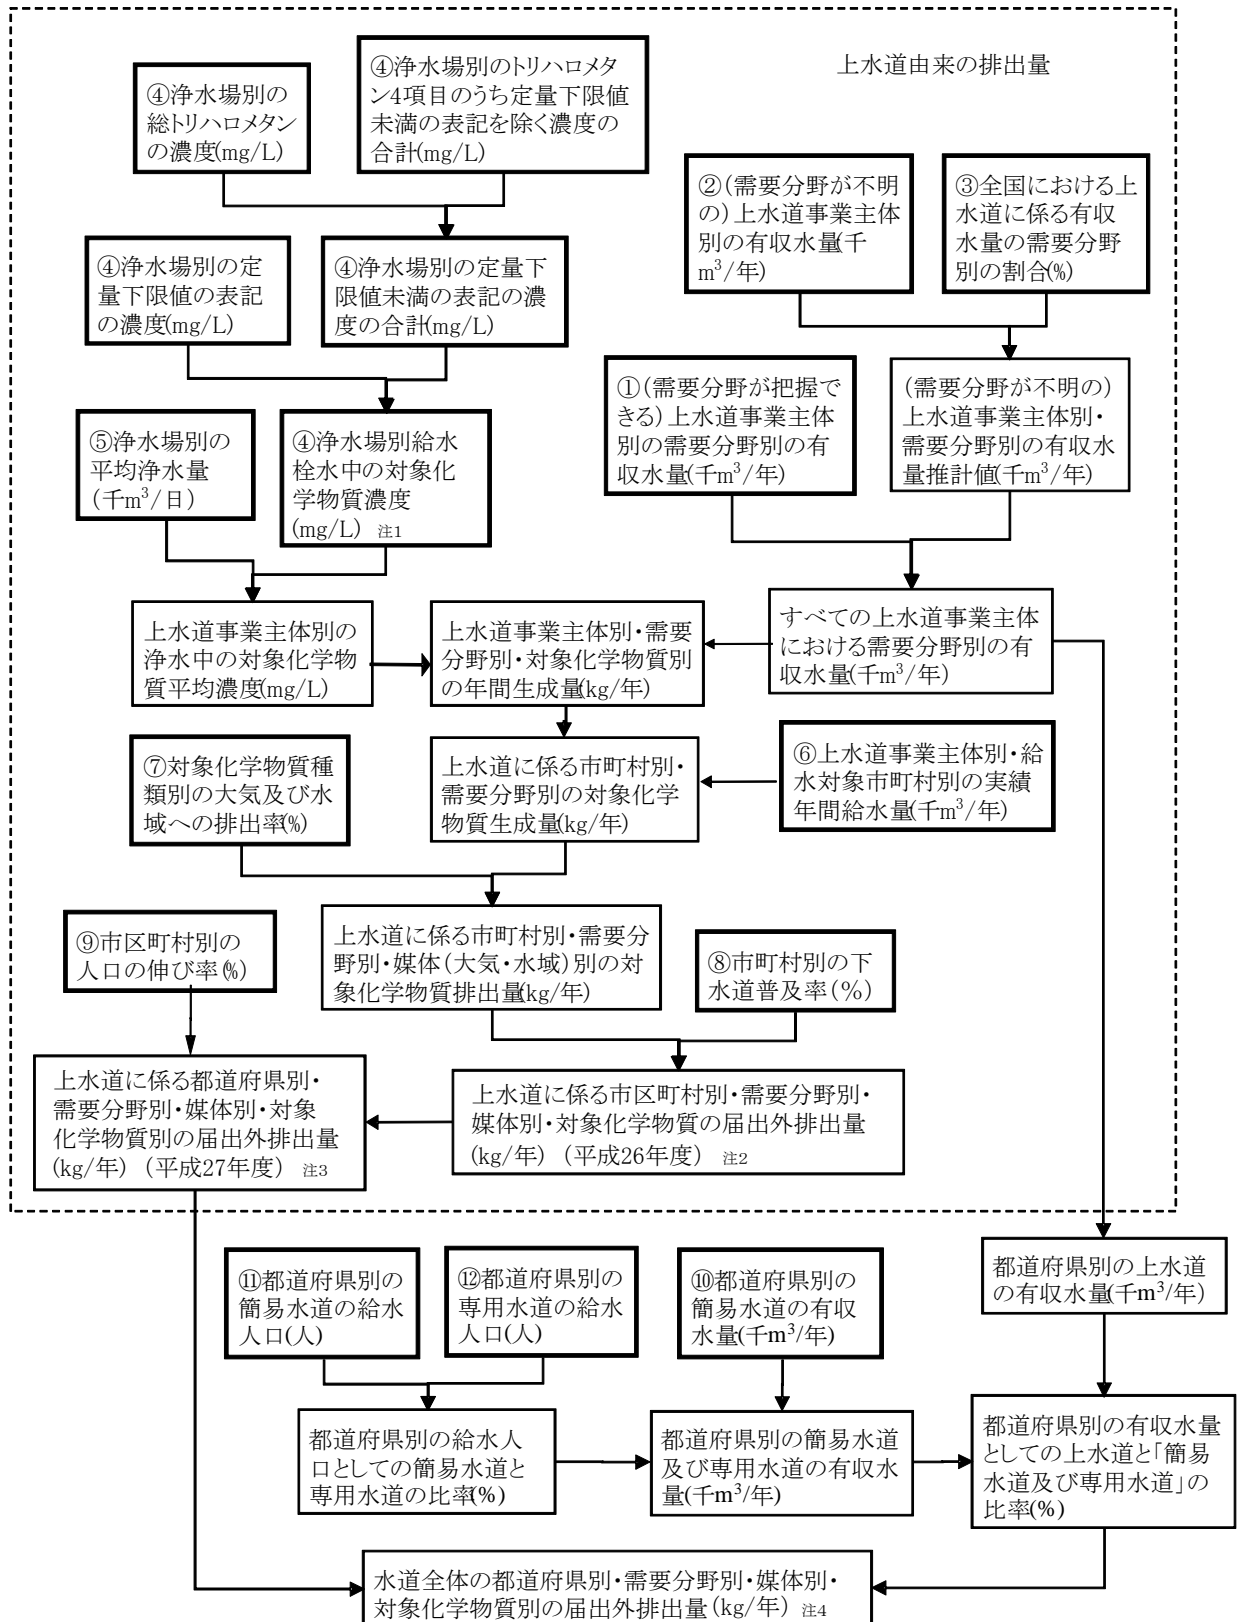 上水道由来の排出量
④浄水場別の
総トリハロメタン
の濃度(mg/L)
④浄水場別のトリハロメタ
ン4項目のうち定量下限値
未満の表記を除く濃度の
合計(mg/L)
②(需要分野が不明
の)上水道事業主体
別の有収水量(千
m³/年)
③全国における上
水道に係る有収
水量の需要分野
別の割合(%)
④浄水場別の定
量下限値の表記
の濃度(mg/L)
④浄水場別の定量下
限値未満の表記の濃
度の合計(mg/L)
①(需要分野が把握で
きる)上水道事業主体
別の需要分野別の有
収水量(千m³/年)
(需要分野が不明の)
上水道事業主体別・
需要分野別の有収水
量推計値(千m³/年)
⑤浄水場別の
平均浄水量
(千m³/日)
④浄水場別給水
栓水中の対象化
学物質濃度
(mg/L) 注1
上水道事業主体別の
浄水中の対象化学物
質平均濃度(mg/L)
上水道事業主体別・需要
分野別・対象化学物質別
の年間生成量(kg/年)
すべての上水道事業主体
における需要分野別の有
収水量(千m³/年)
⑦対象化学物質種
類別の大気及び水
域への排出率(%)
上水道に係る市町村別・
需要分野別の対象化学
物質生成量(kg/年)
⑥上水道事業主体別・給
水対象市町村別の実績
年間給水量(千m³/年)
⑨市区町村別の
人口の伸び率(%)
上水道に係る市町村別・需要分
野別・媒体(大気・水域)別の対
象化学物質排出量(kg/年)
⑧市町村別の下
水道普及率(%)
上水道に係る都道府県別・
需要分野別・媒体別・対象
化学物質別の届出外排出量
(kg/年) (平成27年度) 注3
上水道に係る市区町村別・需要分野別・
媒体別・対象化学物質の届出外排出量
(kg/年) (平成26年度) 注2
⑪都道府県別の
簡易水道の給水
人口(人)
⑫都道府県別の
専用水道の給水
人口(人)
⑩都道府県別の
簡易水道の有収
水量(千m³/年)
都道府県別の上水道
の有収水量(千m³/年)
都道府県別の給水人
口としての簡易水道と
専用水道の比率(%)
都道府県別の簡易水道
及び専用水道の有収水
量(千m³/年)
都道府県別の有収水量
としての上水道と「簡易
水道及び専用水道」の
比率(%)
水道全体の都道府県別・需要分野別・媒体別・
対象化学物質別の届出外排出量(kg/年) 注4